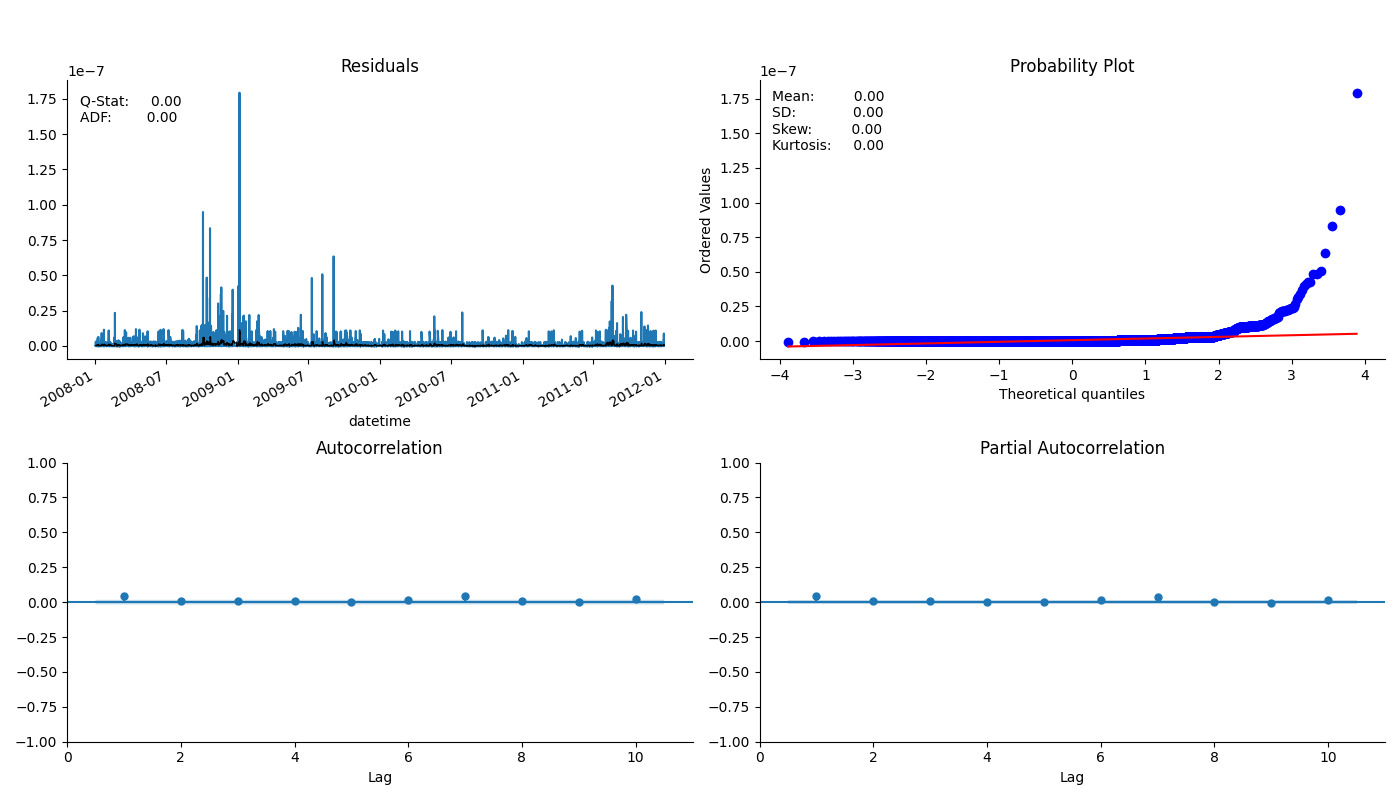 Residuals
1e−7
Q-Stat: 0.00
ADF: 0.00
1.75
1.50
1.25
1.00
0.75
0.50
0.25
0.00
2008-01
2008-07
2009-01
2009-07
2010-01
2010-07
2011-01
2011-07
2012-01
datetime
Probability Plot
1e−7
Mean: 0.00
SD: 0.00
Skew: 0.00
Kurtosis: 0.00
Ordered Values
1.75
1.50
1.25
1.00
0.75
0.50
0.25
0.00
−4 −3 −2 −1 0 1 2 3 4
Theoretical quantiles
Autocorrelation
1.00
0.75
0.50
0.25
0.00
−0.25
−0.50
−0.75
−1.00
0 2 4 6 8 10
Lag
Partial Autocorrelation
1.00
0.75
0.50
0.25
0.00
−0.25
−0.50
−0.75
−1.00
0 2 4 6 8 10
Lag